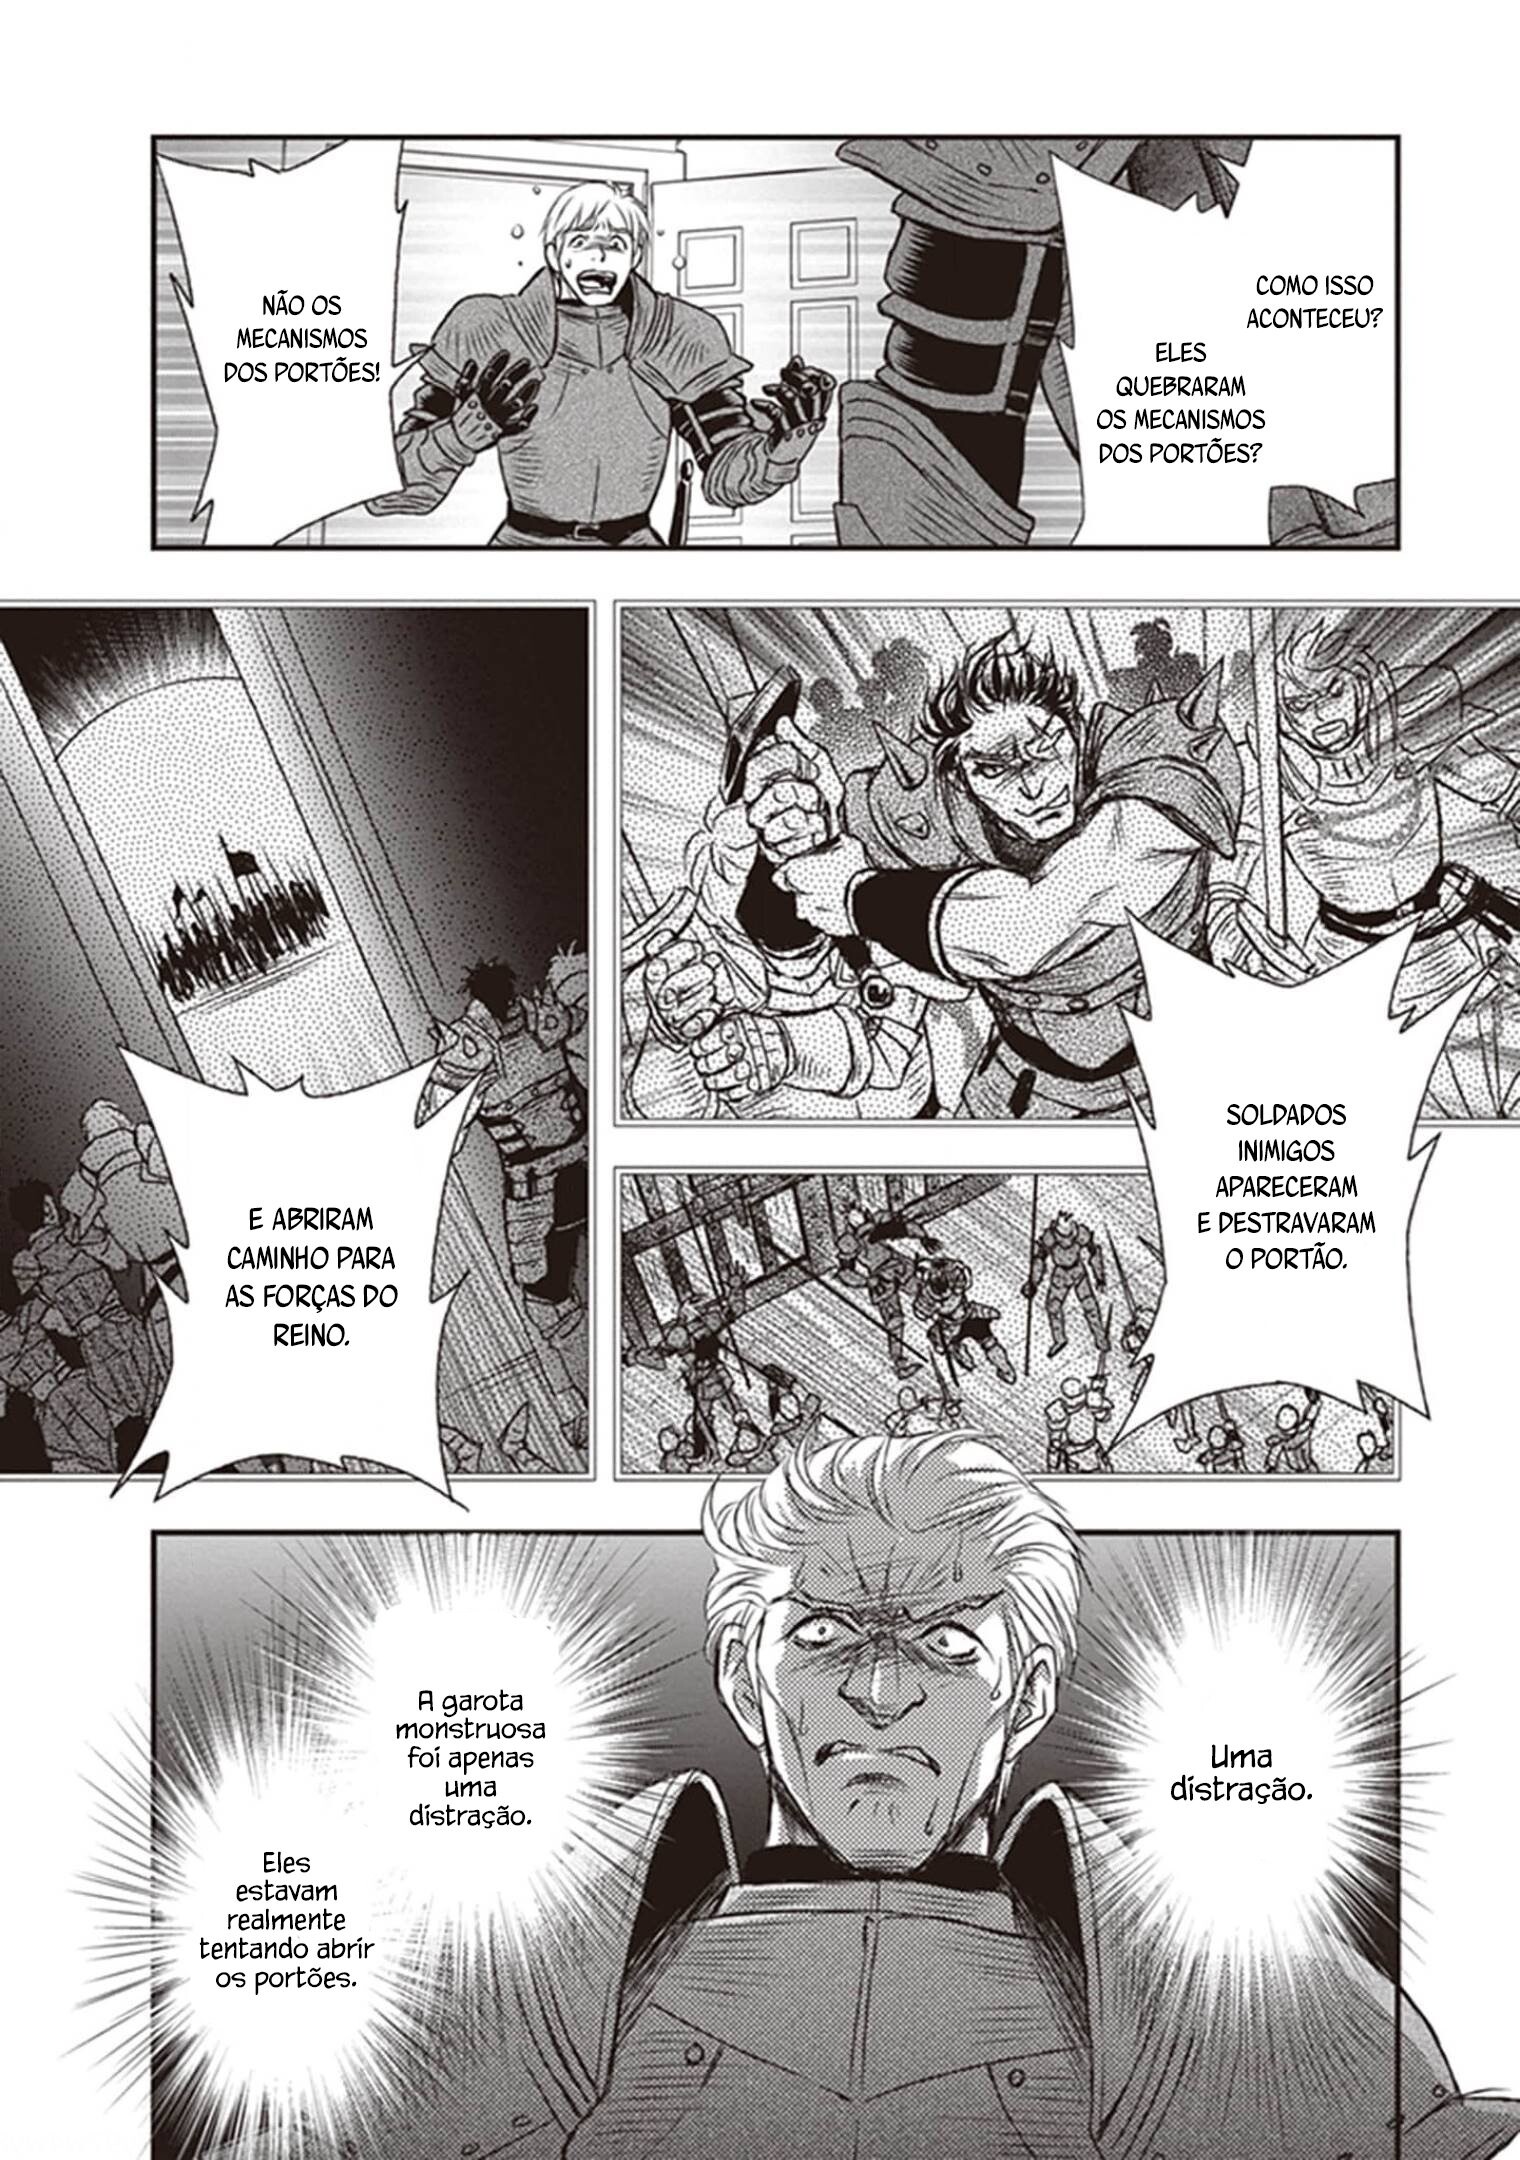 COMO ISSO
ACONTECEU?
ELES
QUEBRARAM
OS MECANISMOS
DOS PORTÕES?
NÃO OS
MECANISMOS
DOS PORTÕES!
SOLDADOS
INIMIGOS
APARECERAM
E DESTRAVARAM
O PORTÃO.
E ABRIRAM
CAMINHO PARA
AS FORÇAS DO
REINO.
Uma
distração.
A garota
monstruosa
foi apenas
uma
distração.
Eles
estavam
realmente
tentando abrir
os portões.